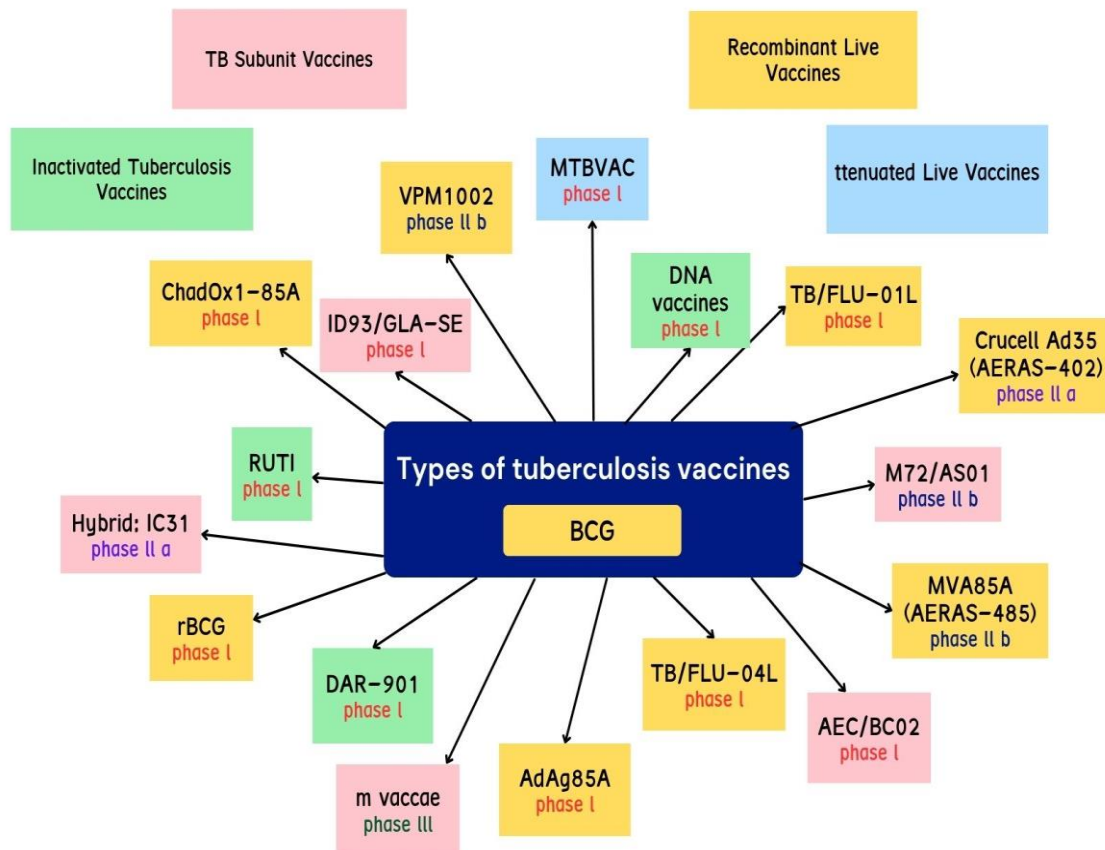 TB Subunit Vaccines
Recombinant Live
Vaccines
Inactivated Tuberculosis
Vaccines
ttenuated Live Vaccines
MTBVAC
phase l
VPM1002
phase ll b
DNA
vaccines
phase l
ChadOx1-85A
phase l
TB/FLU-01L
phase l
ID93/GLA-SE
phase l
Crucell Ad35
(AERAS-402)
phase ll a
Types of tuberculosis vaccines
BCG
RUTI
phase l
M72/AS01
phase ll b
Hybrid: IC31
phase ll a
MVA85A
(AERAS-485)
phase ll b
rBCG
phase l
DAR-901
phase l
TB/FLU-04L
phase l
AEC/BC02
phase l
AdAg85A
phase l
m vaccae
phase lll